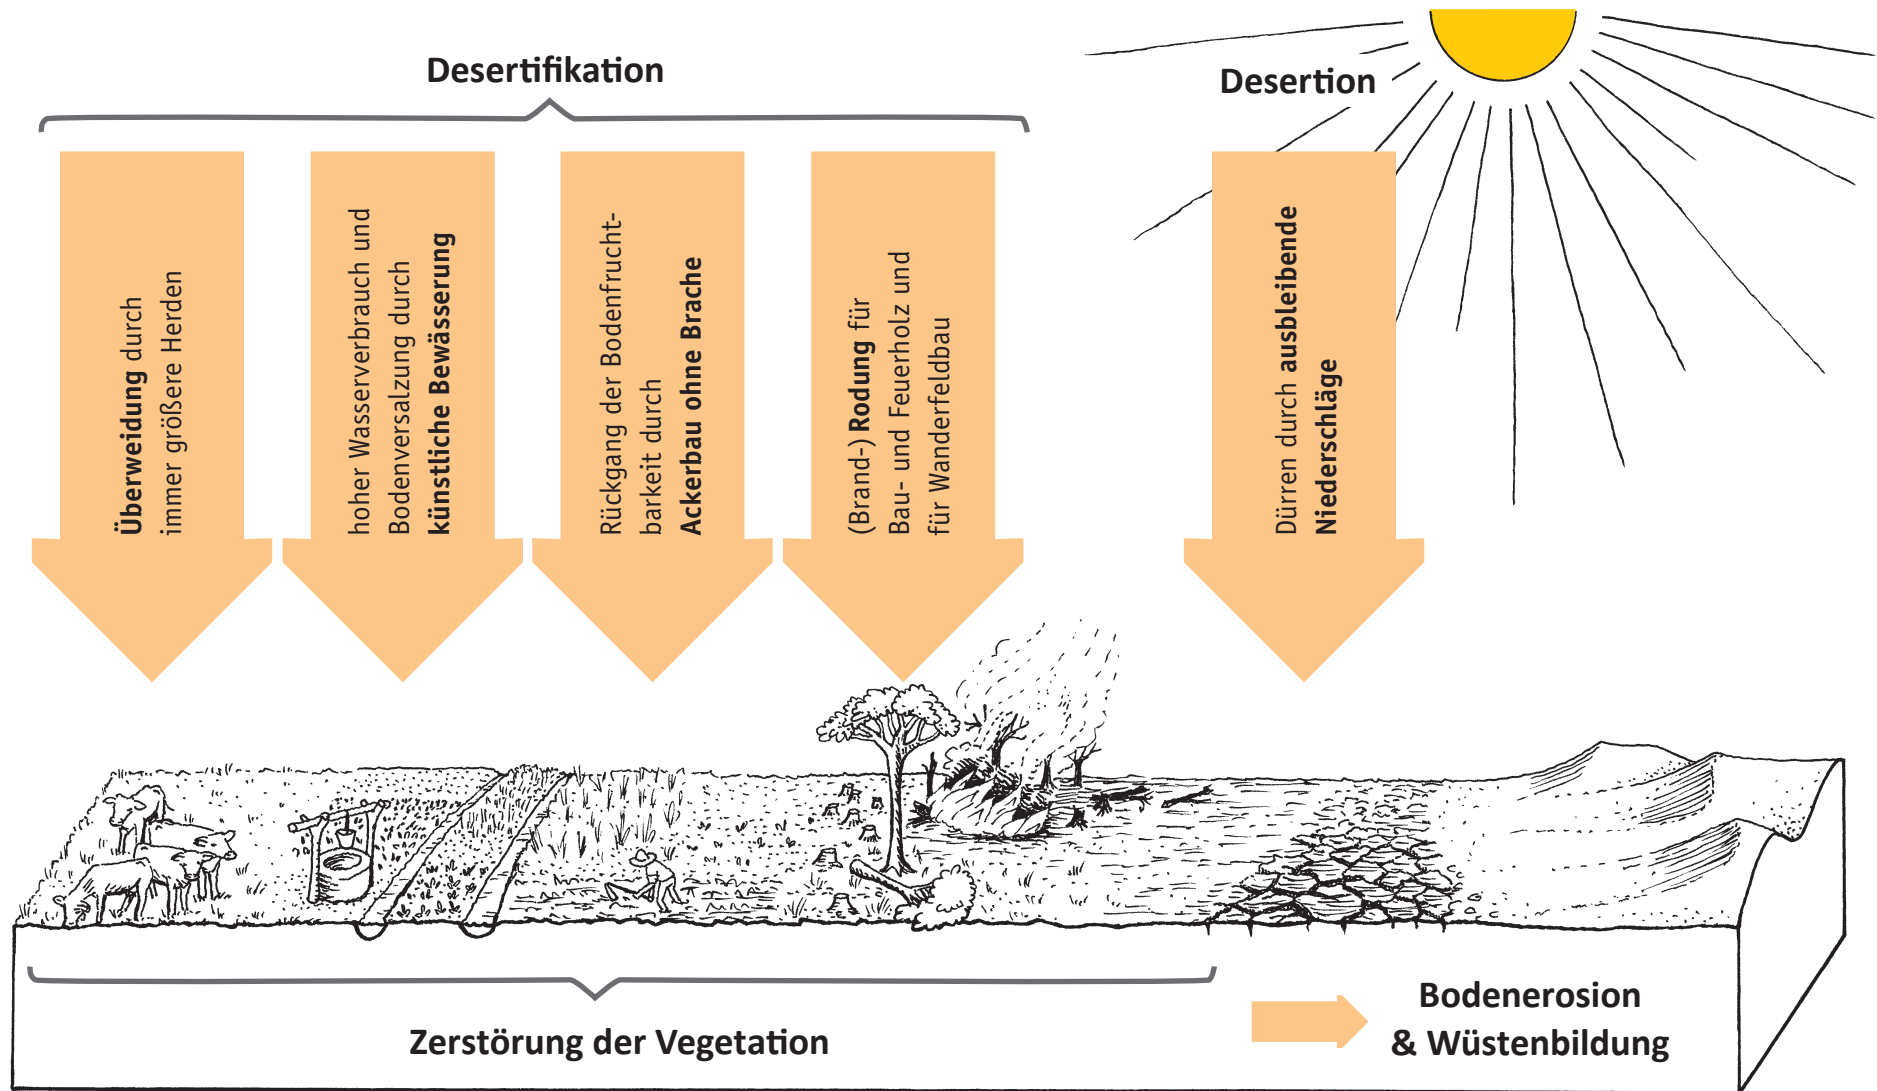 Desertifikation
Desertion
Überweidung durch
immer größere Herden
hoher Wasserverbrauch und
Bodenversalzung durch
künstliche Bewässerung
Rückgang der Bodenfrucht-
barkeit durch
Ackerbau ohne Brache
(Brand-) Rodung für
Bau- und Feuerholz und
für Wanderfeldbau
Dürren durch ausbleibende
Niederschläge
Zerstörung der Vegetation
Bodenerosion
& Wüstenbildung